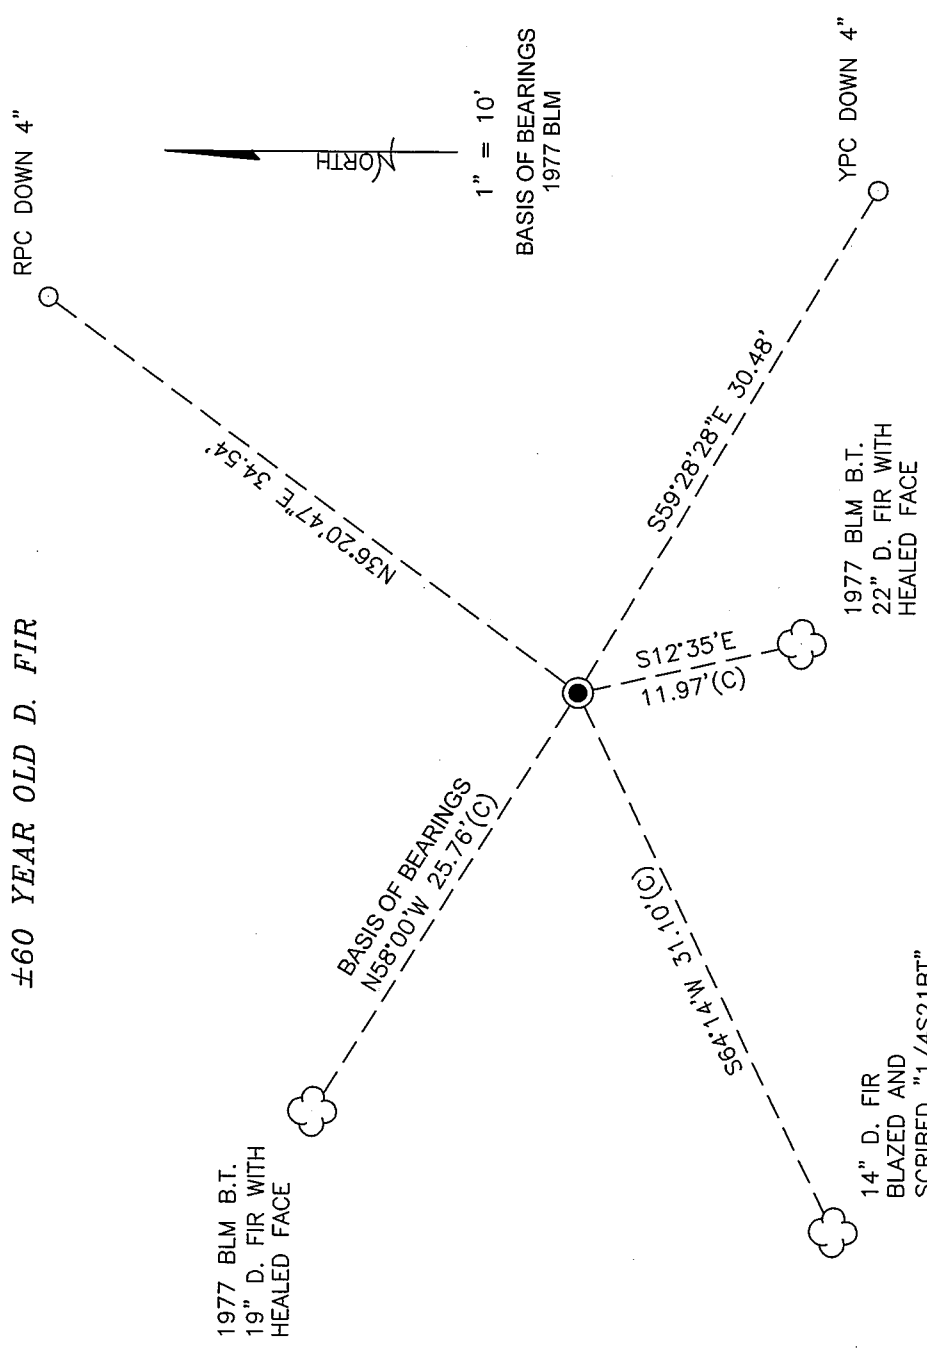 ±60 YEAR OLD D. FIR
RPC DOWN 4"
NORTH
1" = 10'
BASIS OF BEARINGS
1977 BLM
N36°20'47"E 34.54'
YPC DOWN 4"
S59°28'28"E 30.48'
S12°35'E
11.97'(C)
1977 BLM B.T.
22" D. FIR WITH
HEALED FACE
BASIS OF BEARINGS
N58°00'W 25.76'(C)
1977 BLM B.T.
19" D. FIR WITH
HEALED FACE
S64°14'W 31.10'(C)
14" D. FIR
BLAZED AND
SCRIBED "1/4S21BT"